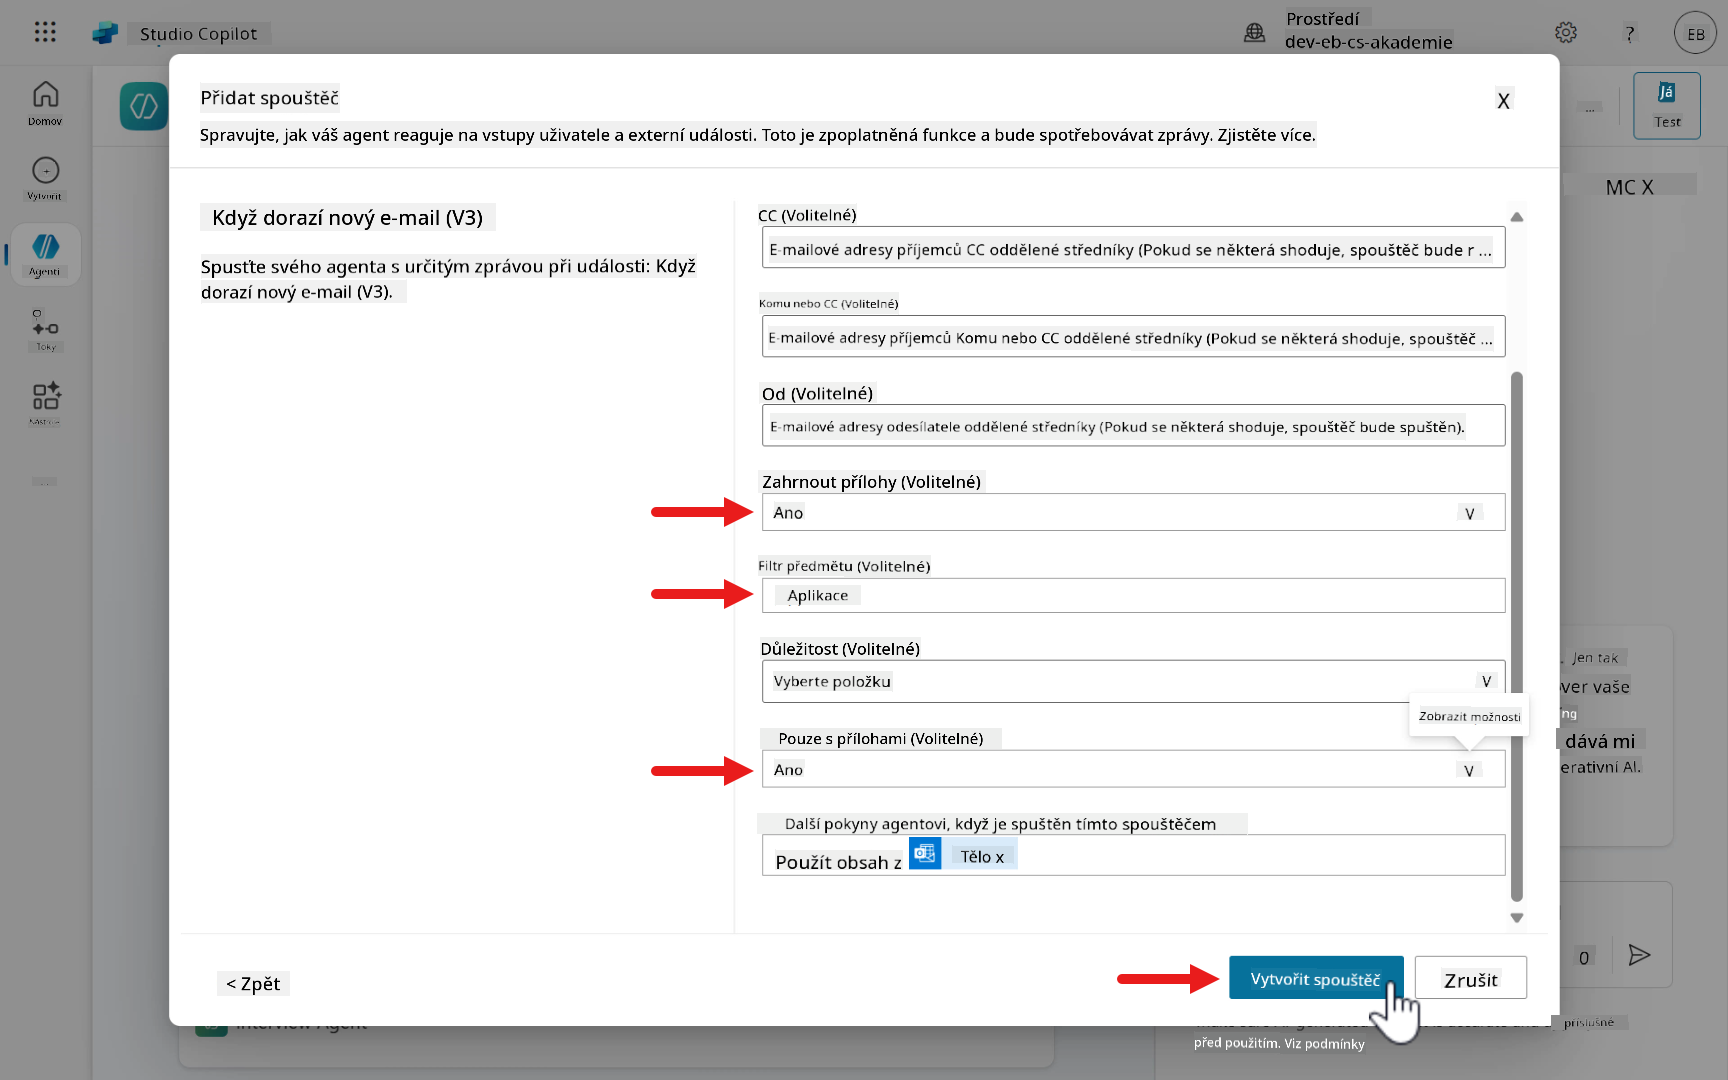 Studio Copilot
Prostředí
dev-eb-cs-akademie
?
EB
Domov
Vytvořit
Agenti
Toky
Přidat spouštěč
X
Spravujte, jak váš agent reaguje na vstupy uživatele a externí události. Toto je zpoplatněná funkce a bude spotřebovávat zprávy. Zjistěte více.
...
Já
Test
MC X
Když dorazí nový e-mail (V3)
Spusťte svého agenta s určitým zprávou při události: Když
dorazí nový e-mail (V3).
CC (Volitelné)
E-mailové adresy příjemců CC oddělené středníky (Pokud se některá shoduje, spouštěč bude r ...
Komu nebo CC (Volitelné)
E-mailové adresy příjemců Komu nebo CC oddělené středníky (Pokud se některá shoduje, spouštěč ...
Od (Volitelné)
E-mailové adresy odesílatele oddělené středníky (Pokud se některá shoduje, spouštěč bude spuštěn).
Zahrnout přílohy (Volitelné)
Ano
V
Filtr předmětu (Volitelné)
Aplikace
Důležitost (Volitelné)
Vyberte položku
V
Zobrazit možnosti
Pouze s přílohami (Volitelné)
Ano
V
Další pokyny agentovi, když je spuštěn tímto spouštěčem
Použít obsah z Tělo x
Jen tak
ver vaše
ng
dává mi
erativní AI.
0
< Zpět
Vytvořit spouštěč
Zrušit
Interview Agent
příslušné
před použitím. Viz podmínky